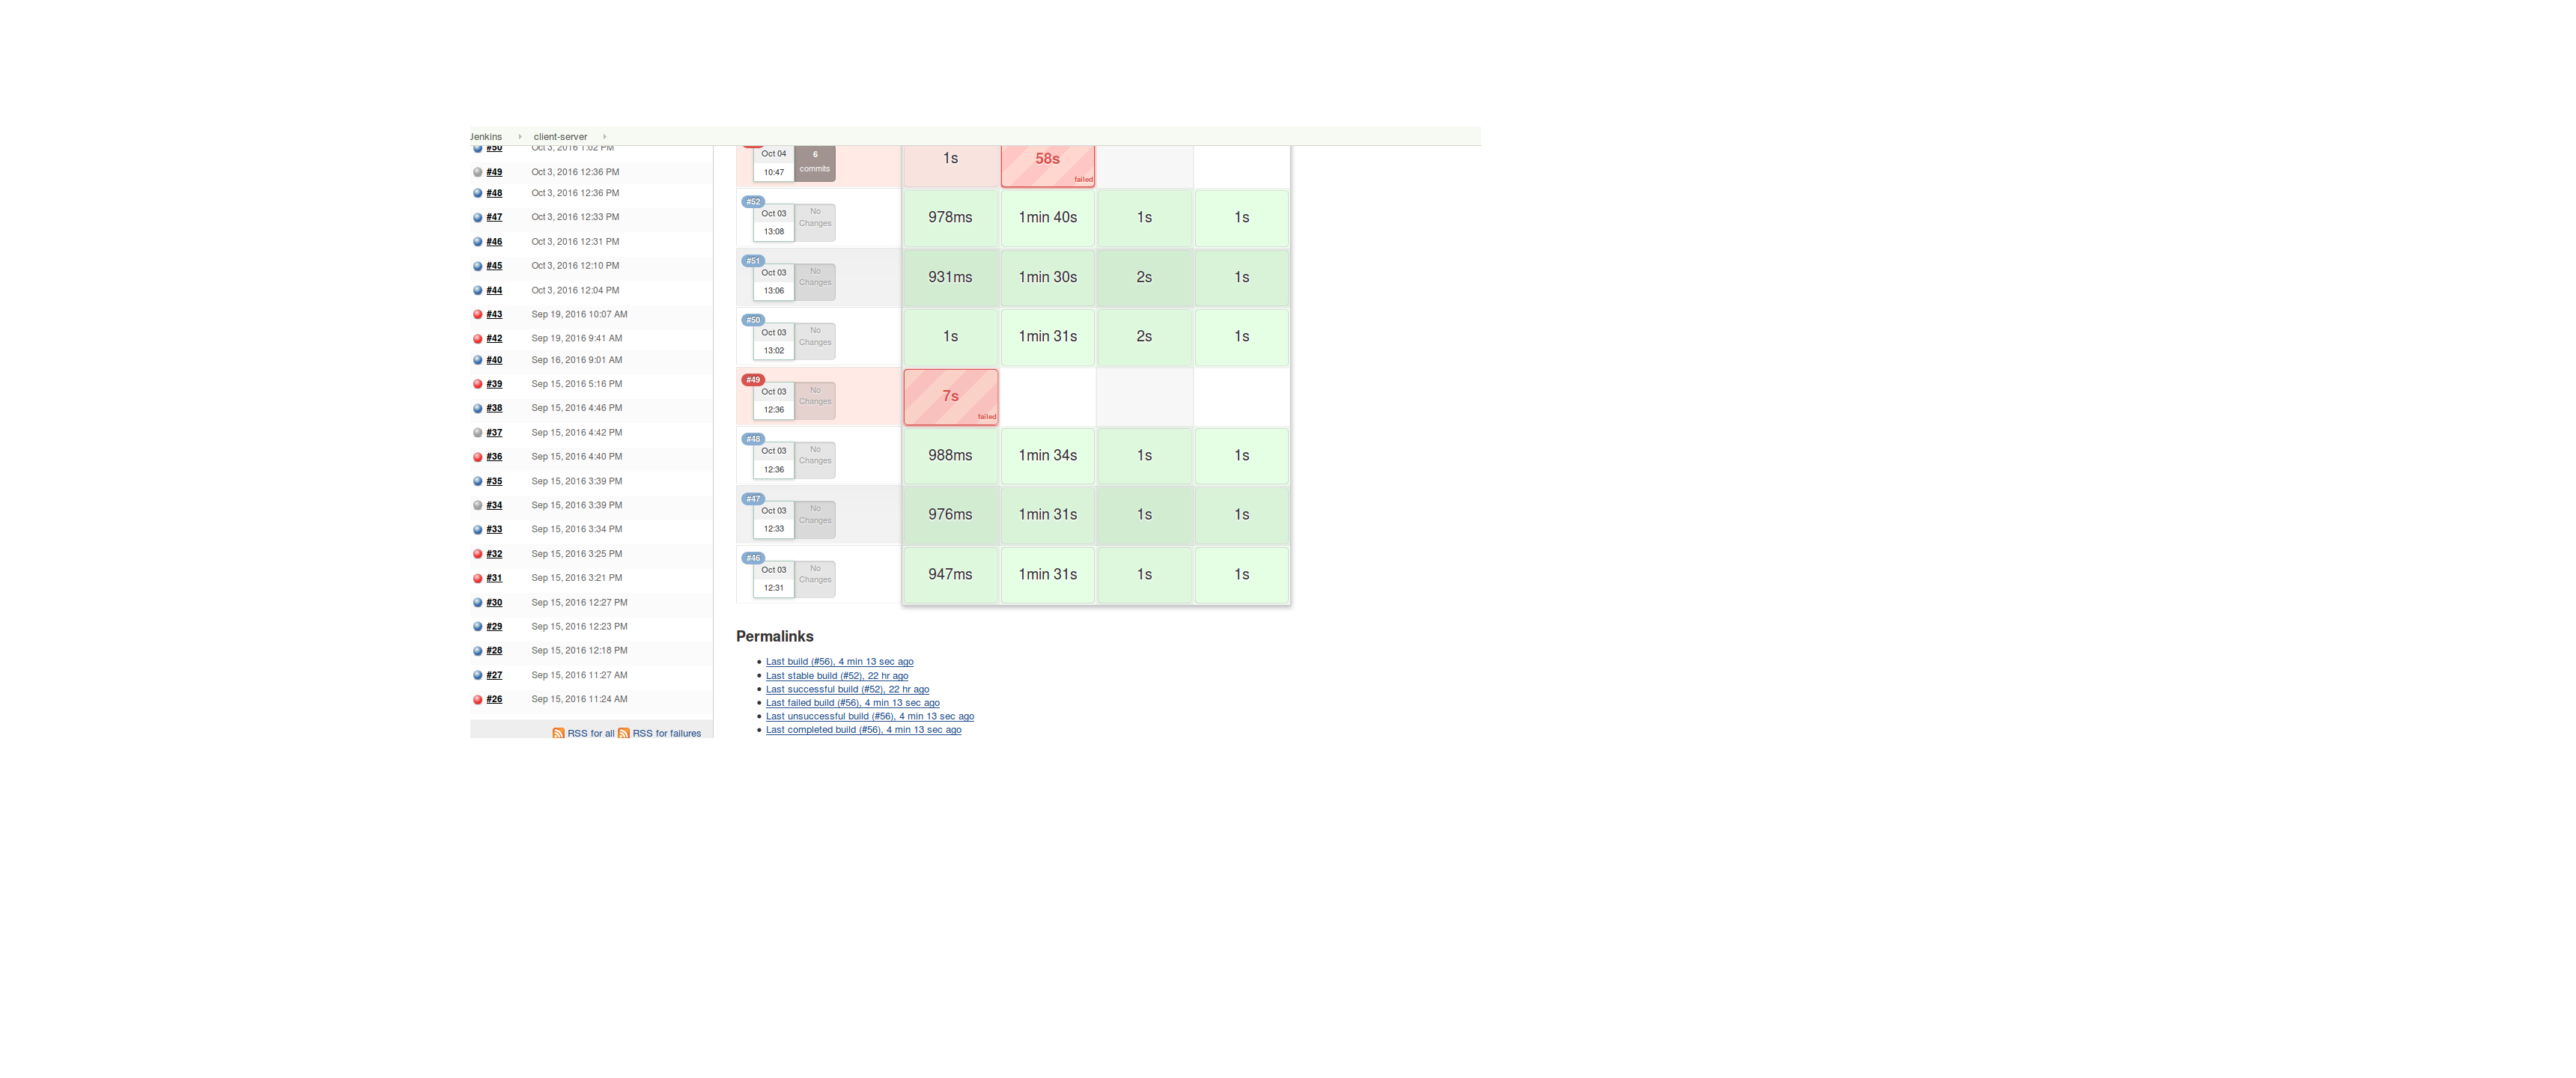 Jenkins client-server
#50 Oct 3, 2016 1:02 PM
#49 Oct 3, 2016 12:36 PM
#48 Oct 3, 2016 12:36 PM
#47 Oct 3, 2016 12:33 PM
#46 Oct 3, 2016 12:31 PM
#45 Oct 3, 2016 12:10 PM
#44 Oct 3, 2016 12:04 PM
#43 Sep 19, 2016 10:07 AM
#42 Sep 19, 2016 9:41 AM
#40 Sep 16, 2016 9:01 AM
#39 Sep 15, 2016 5:16 PM
#38 Sep 15, 2016 4:46 PM
#37 Sep 15, 2016 4:42 PM
#36 Sep 15, 2016 4:40 PM
#35 Sep 15, 2016 3:39 PM
#34 Sep 15, 2016 3:39 PM
#33 Sep 15, 2016 3:34 PM
#32 Sep 15, 2016 3:25 PM
#31 Sep 15, 2016 3:21 PM
#30 Sep 15, 2016 12:27 PM
#29 Sep 15, 2016 12:23 PM
#28 Sep 15, 2016 12:18 PM
#27 Sep 15, 2016 11:27 AM
#26 Sep 15, 2016 11:24 AM
RSS for all RSS for failures
Oct 04 6
10:47 commits
1s 58s
failed
#52
Oct 03 No
Changes
13:08
978ms 1min 40s 1s 1s
#51
Oct 03 No
Changes
13:06
931ms 1min 30s 2s 1s
#50
Oct 03 No
Changes
13:02
1s 1min 31s 2s 1s
#49
Oct 03 No
Changes
12:36
7s
failed
#48
Oct 03 No
Changes
12:36
988ms 1min 34s 1s 1s
#47
Oct 03 No
Changes
12:33
976ms 1min 31s 1s 1s
#46
Oct 03 No
Changes
12:31
947ms 1min 31s 1s 1s
Permalinks
Last build (#56), 4 min 13 sec ago
Last stable build (#52), 22 hr ago
Last successful build (#52), 22 hr ago
Last failed build (#56), 4 min 13 sec ago
Last unsuccessful build (#56), 4 min 13 sec ago
Last completed build (#56), 4 min 13 sec ago